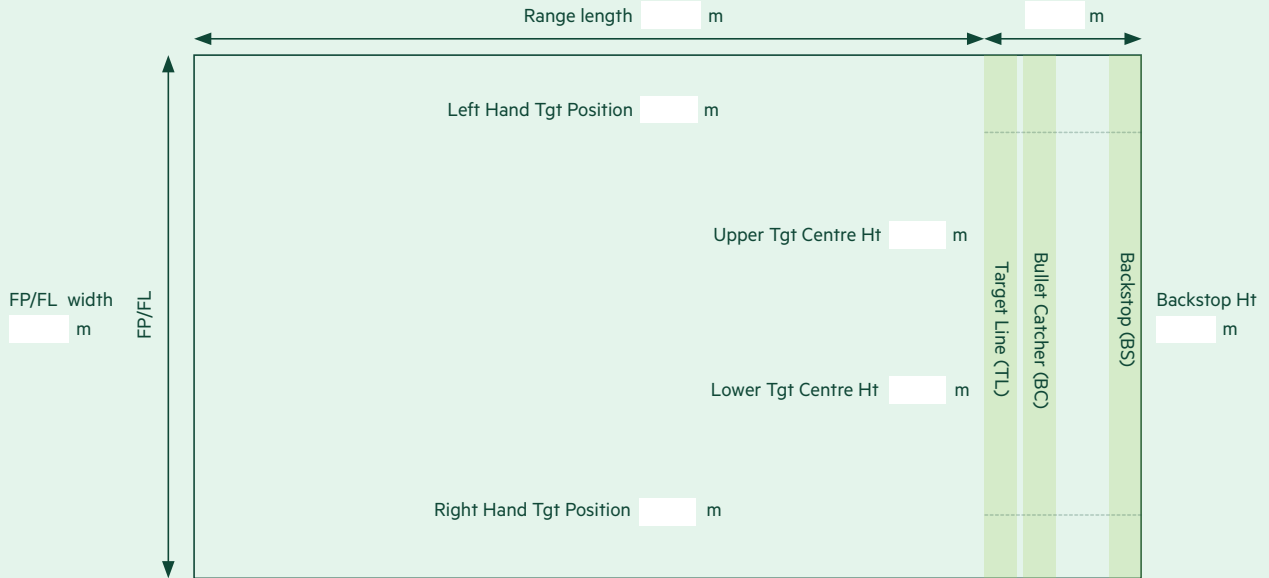 Range length m
m
Left Hand Tgt Position m
Upper Tgt Centre Ht m
FP/FL width
m
FP/FL
Target Line (TL)
Bullet Catcher (BC)
Backstop (BS)
Backstop Ht
m
Lower Tgt Centre Ht m
Right Hand Tgt Position m